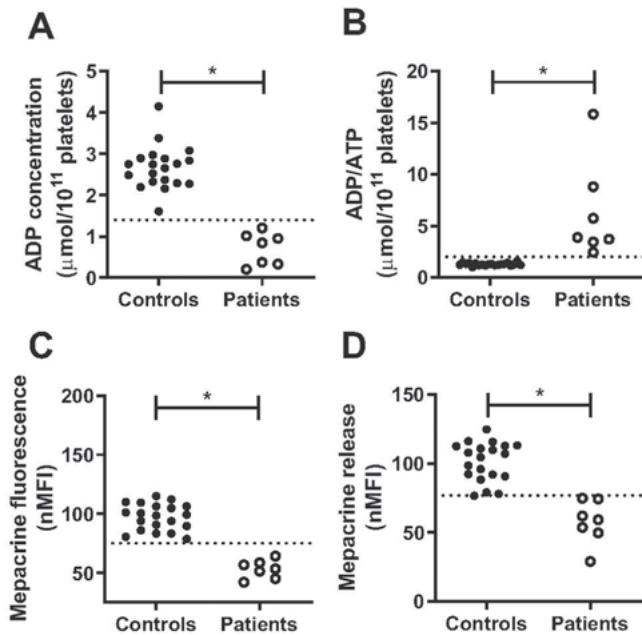 A
ADP concentration
(μmol/10¹¹ platelets)
5
4
3
2
1
0
*
Controls
Patients
B
ADP/ATP
(μmol/10¹¹ platelets)
20
15
10
5
0
*
Controls
Patients
C
Mepacrine fluorescence
(nMFI)
200
150
100
50
*
Controls
Patients
D
Mepacrine release
(nMFI)
150
100
50
0
*
Controls
Patients